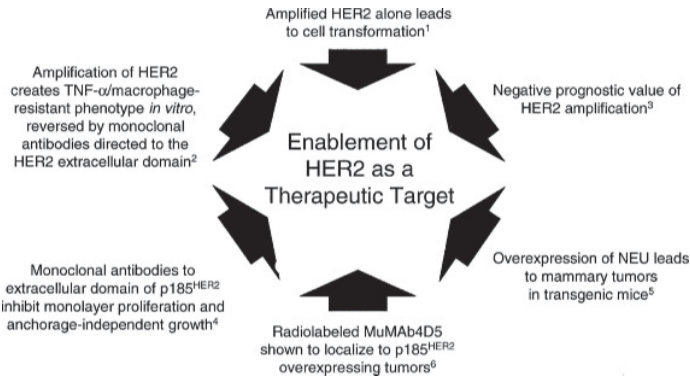 Amplified HER2 alone leads
to cell transformation¹
Amplification of HER2
creates TNF-α/macrophage-
resistant phenotype in vitro,
reversed by monoclonal
antibodies directed to the
HER2 extracellular domain²
Negative prognostic value of
HER2 amplification³
Enablement of
HER2 as a
Therapeutic Target
Monoclonal antibodies to
extracellular domain of p185ᴴᴱᴿ²
inhibit monolayer proliferation and
anchorage-independent growth⁴
Overexpression of NEU leads
to mammary tumors
in transgenic mice⁵
Radiolabeled MuMAb4D5
shown to localize to p185ᴴᴱᴿ²
overexpressing tumors⁶